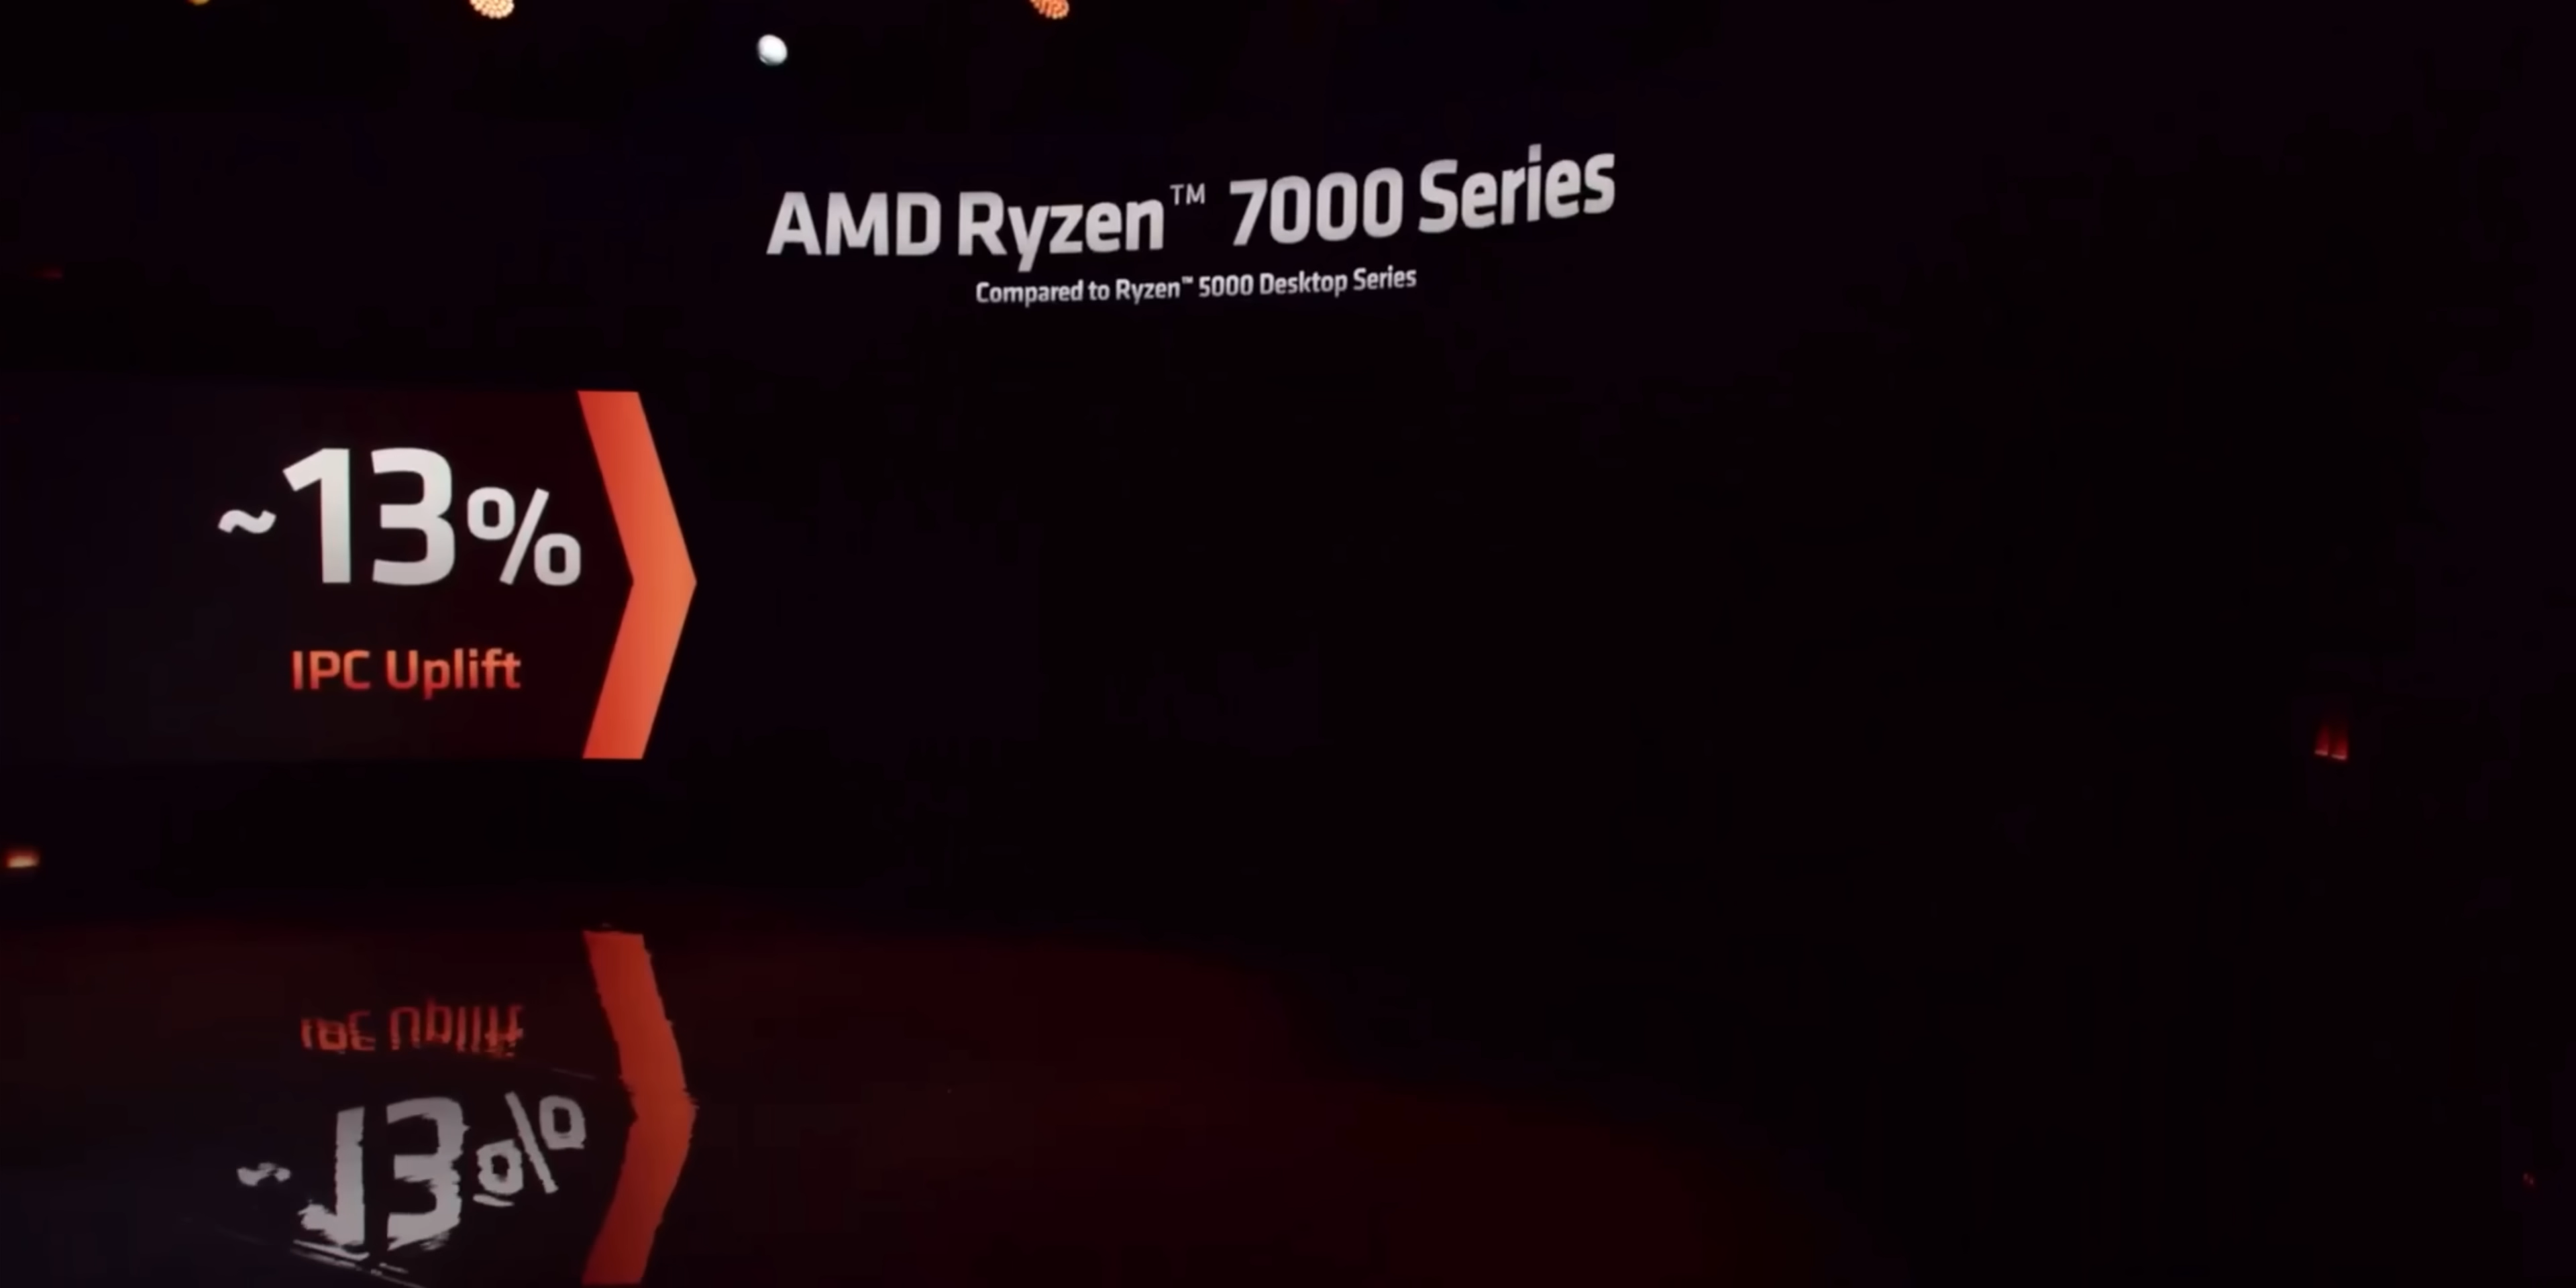 AMD Ryzen™ 7000 Series
Compared to Ryzen™ 5000 Desktop Series
~13%
IPC Uplift